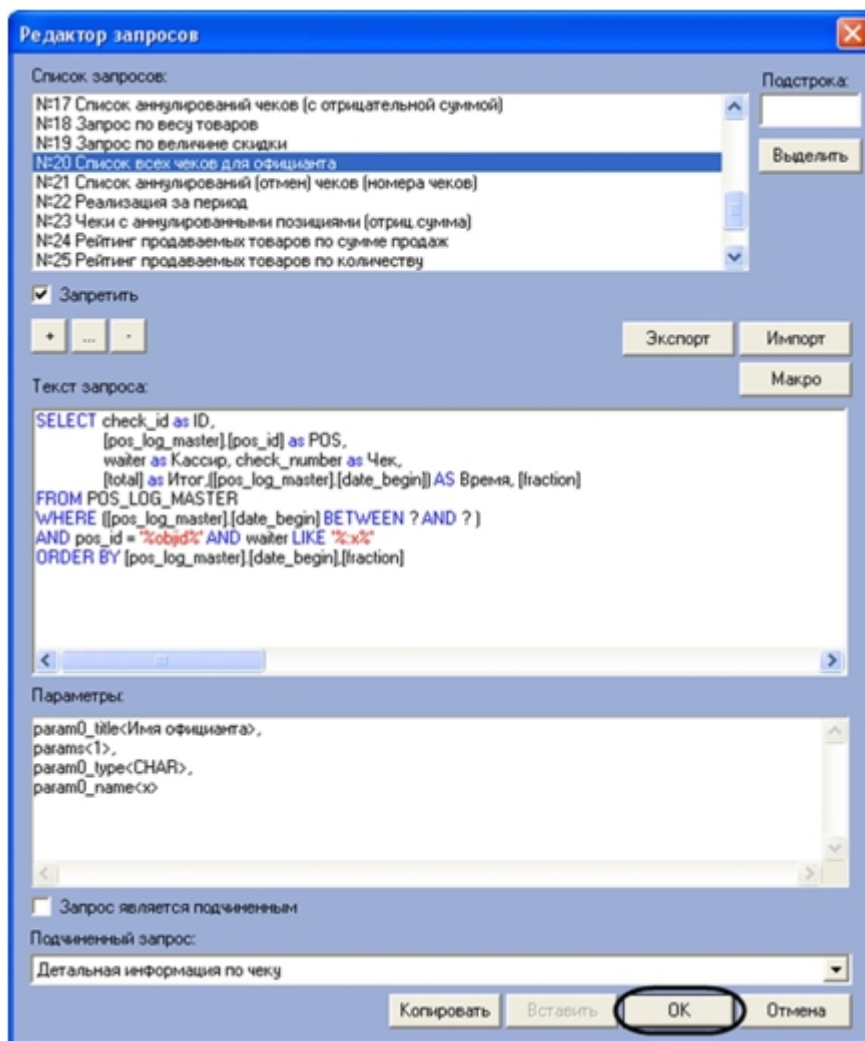 Редактор запросов
Список запросов:
Подстрока:
№17 Список аннулирований чеков (с отрицательной суммой)
№18 Запрос по весу товаров
№19 Запрос по величине скидки
№20 Список всех чеков для официанта
Выделить
№21 Список аннулирований (отмен) чеков (номера чеков)
№22 Реализация за период
№23 Чеки с аннулированными позициями (отриц.сумма)
№24 Рейтинг продаваемых товаров по сумме продаж
№25 Рейтинг продаваемых товаров по количеству
Запретить
+ ... - Экспорт Импорт
Макро
Текст запроса:
SELECT check_id as ID,
[pos_log_master].[pos_id] as POS,
waiter as Кассир, check_number as Чек,
[total] as Итог,([pos_log_master].[date_begin]) AS Время, [fraction]
FROM POS_LOG_MASTER
WHERE ([pos_log_master].[date_begin] BETWEEN ? AND ? )
AND pos_id = '%objid%' AND waiter LIKE '%:x%'
ORDER BY [pos_log_master].[date_begin],[fraction]
Параметры:
param0_title<Имя официанта>,
params<1>,
param0_type<CHAR>,
param0_name<x>
Запрос является подчиненным
Подчиненный запрос:
Детальная информация по чеку
Копировать Вставить OK Отмена